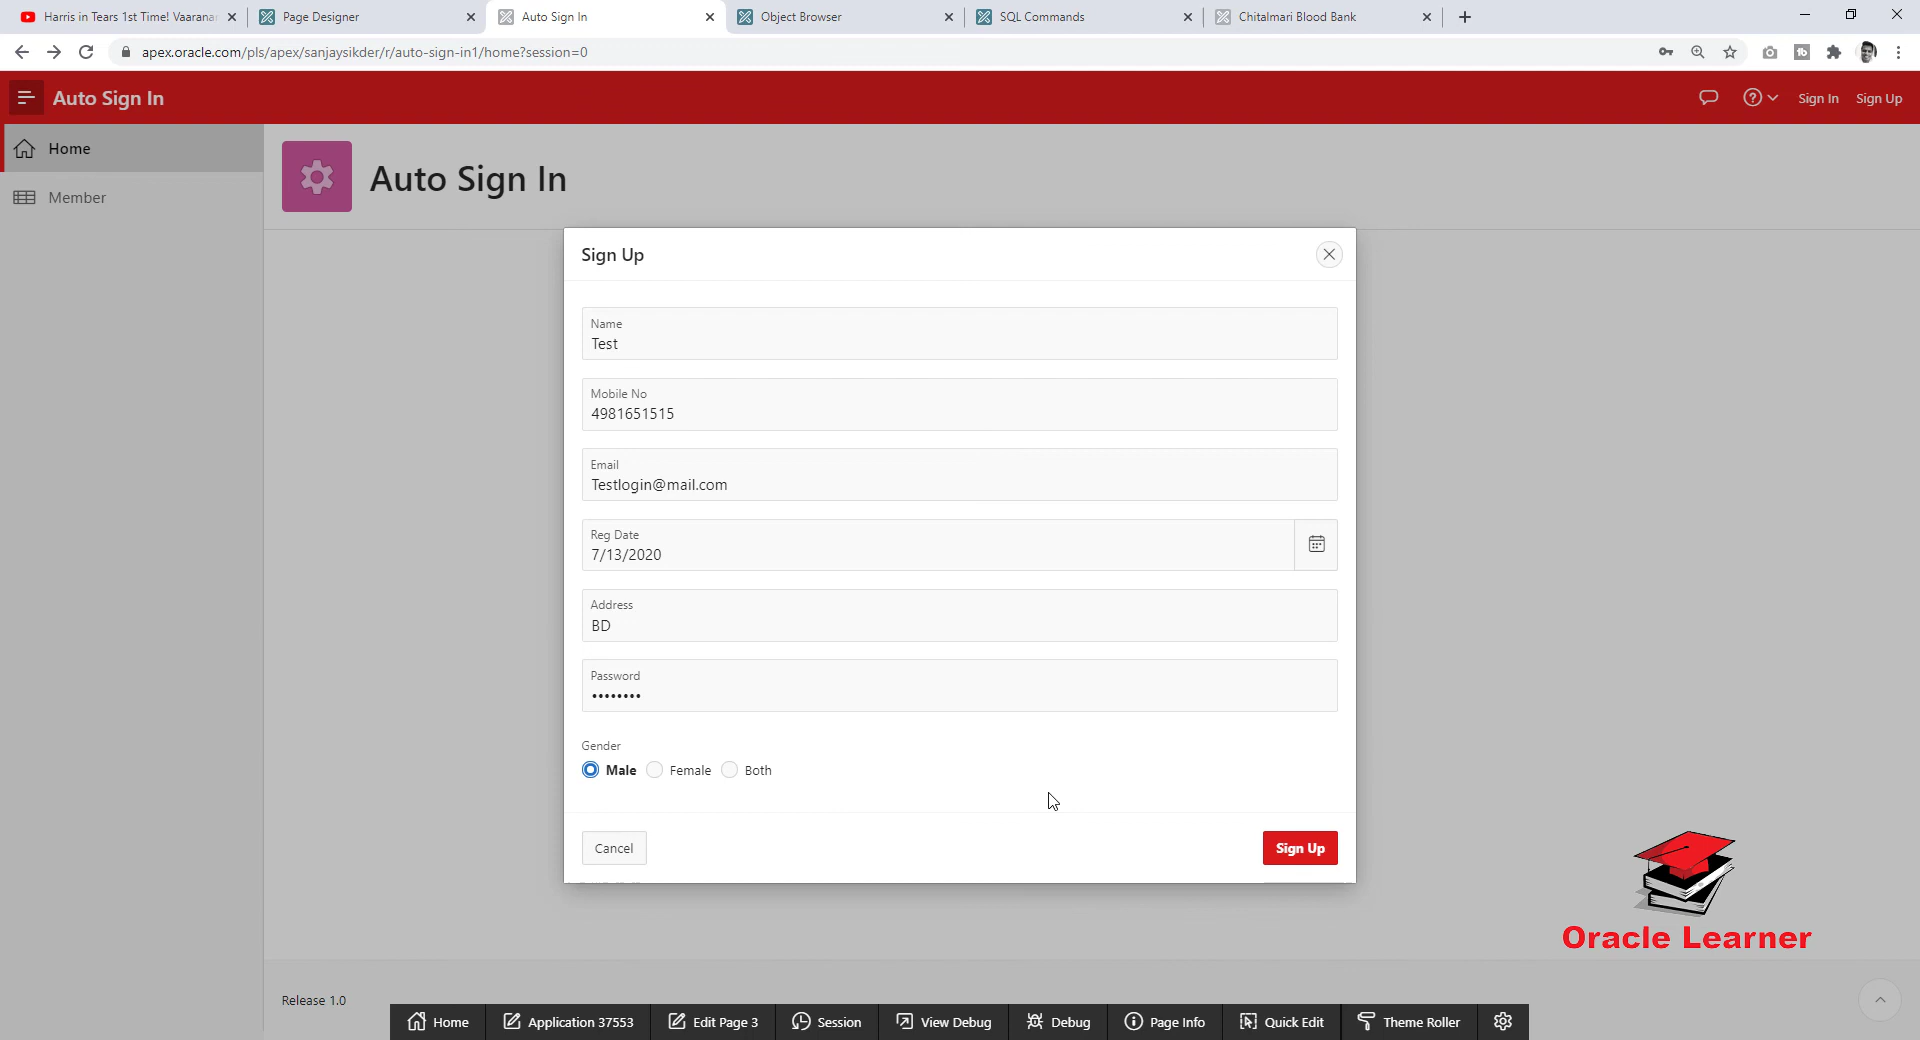 Harris in Tears 1st Time! Vaarana
Page Designer
Auto Sign In
Object Browser
SQL Commands
Chitalmari Blood Bank
apex.oracle.com/pls/apex/sanjaysikder/r/auto-sign-in1/home?session=0
Auto Sign In
Sign In
Sign Up
Home
Member
Auto Sign In
Sign Up
Name
Test
Mobile No
4981651515
Email
Testlogin@mail.com
Reg Date
7/13/2020
Address
BD
Password
••••••••
Gender
Male Female Both
Cancel
Sign Up
Oracle Learner
Release 1.0
Home
Application 37553
Edit Page 3
Session
View Debug
Debug
Page Info
Quick Edit
Theme Roller